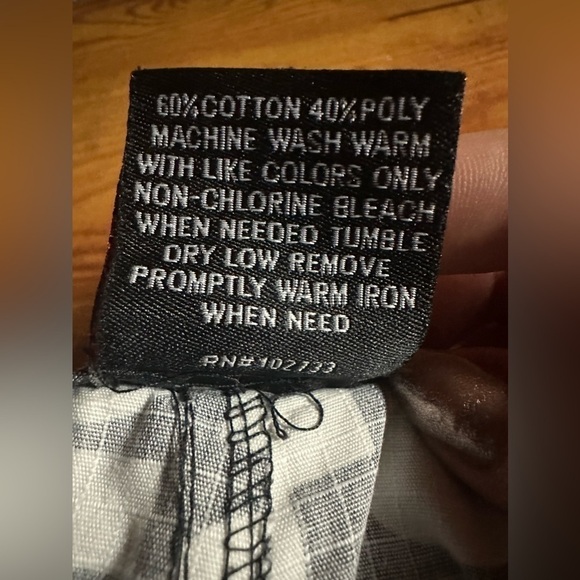 60% COTTON 40% POLY
MACHINE WASH WARM
WITH LIKE COLORS ONLY
NON-CHLORINE BLEACH
WHEN NEEDED TUMBLE
DRY LOW REMOVE
PROMPTLY WARM IRON
WHEN NEED
RN#102733